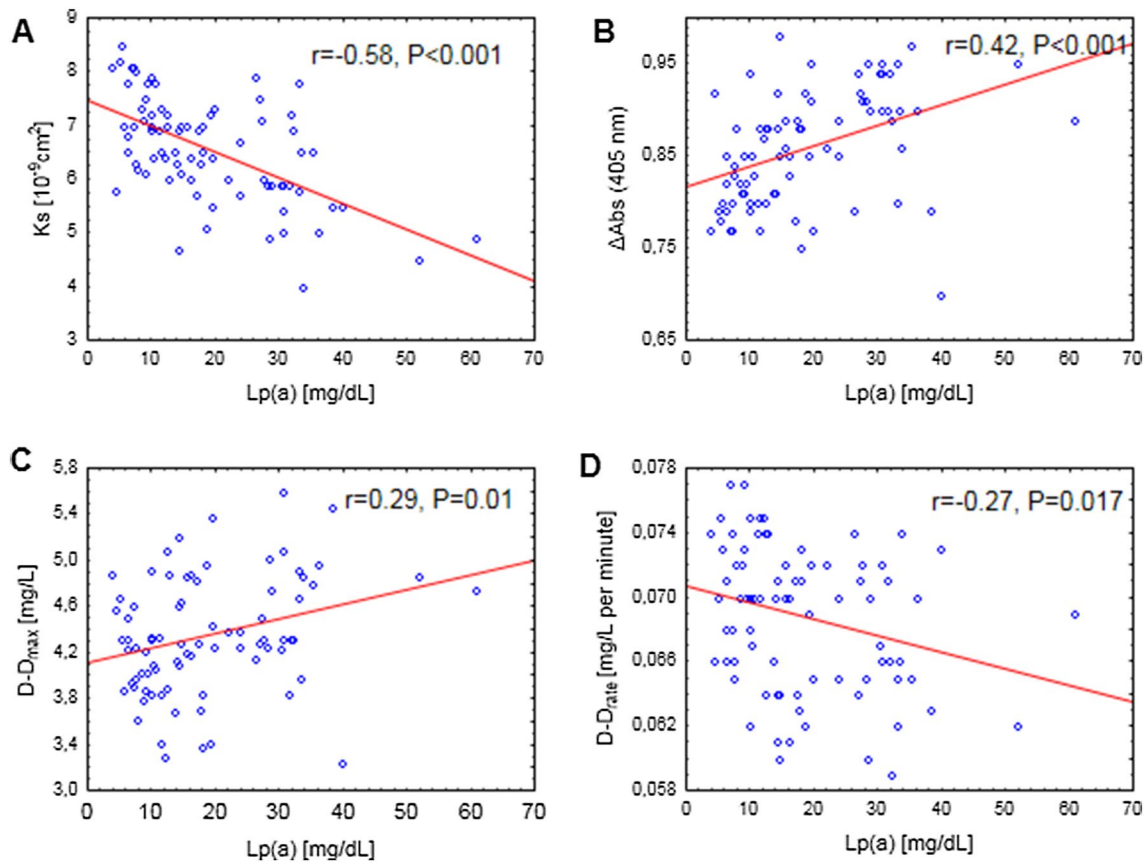 A
r=-0.58, P<0.001
Ks [10⁻⁹cm²]
9
8
7
6
5
4
3
0 10 20 30 40 50 60 70
Lp(a) [mg/dL]
B
r=0.42, P<0.001
ΔAbs (405 nm)
0.95
0.85
0.75
0.65
0 10 20 30 40 50 60 70
Lp(a) [mg/dL]
C
r=0.29, P=0.01
D-Dmax [mg/L]
5.8
5.4
5.0
4.6
4.2
3.8
3.4
3.0
0 10 20 30 40 50 60 70
Lp(a) [mg/dL]
D
r=-0.27, P=0.017
D-Drate [mg/L per minute]
0,078
0,074
0,070
0,066
0,062
0,058
0 10 20 30 40 50 60 70
Lp(a) [mg/dL]